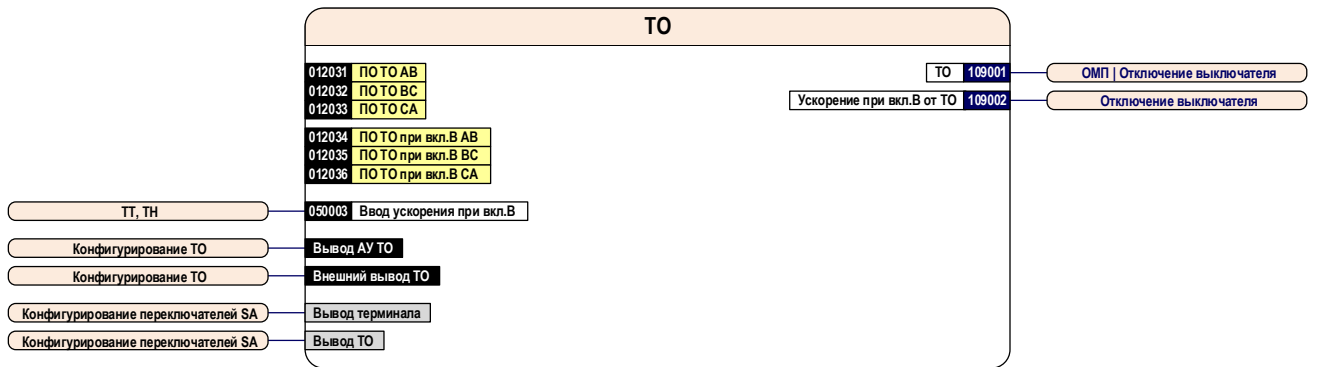 ТО
012031 ПО ТО АВ
012032 ПО ТО ВС
012033 ПО ТО СА
012034 ПО ТО при вкл.В АВ
012035 ПО ТО при вкл.В ВС
012036 ПО ТО при вкл.В СА
ТО 109001 ОМП | Отключение выключателя
Ускорение при вкл.В от ТО 109002 Отключение выключателя
ТТ, ТН 050003 Ввод ускорения при вкл.В
Конфигурирование ТО Вывод АУ ТО
Конфигурирование ТО Внешний вывод ТО
Конфигурирование переключателей SA Вывод терминала
Конфигурирование переключателей SA Вывод ТО